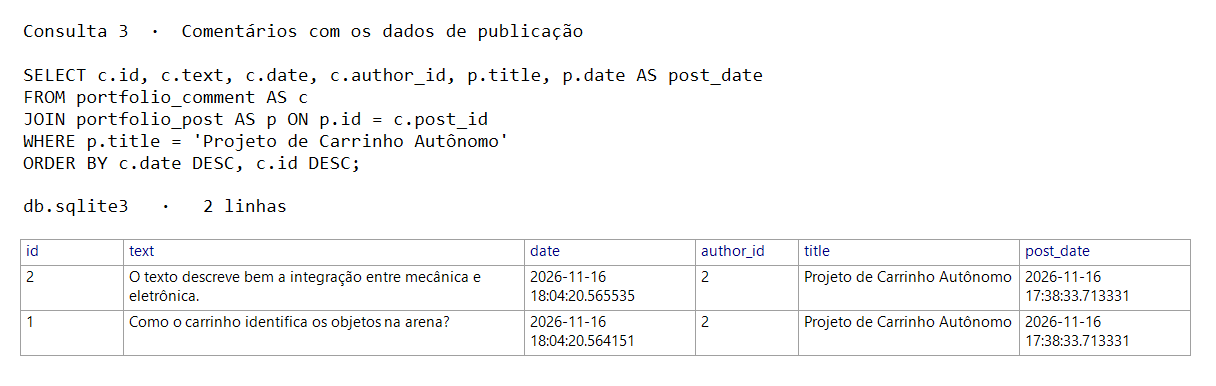 Consulta 3  ·  Comentários com os dados de publicação
SELECT c.id, c.text, c.date, c.author_id, p.title, p.date AS post_date
FROM portfolio_comment AS c
JOIN portfolio_post AS p ON p.id = c.post_id
WHERE p.title = 'Projeto de Carrinho Autônomo'
ORDER BY c.date DESC, c.id DESC;
db.sqlite3   ·   2 linhas
id text date author_id title post_date
2 O texto descreve bem a integração entre mecânica e 2026-11-16 2 Projeto de Carrinho Autônomo 2026-11-16
eletrônica. 18:04:20.565535 17:38:33.713331
1 Como o carrinho identifica os objetos na arena? 2026-11-16 2 Projeto de Carrinho Autônomo 2026-11-16
18:04:20.564151 17:38:33.713331